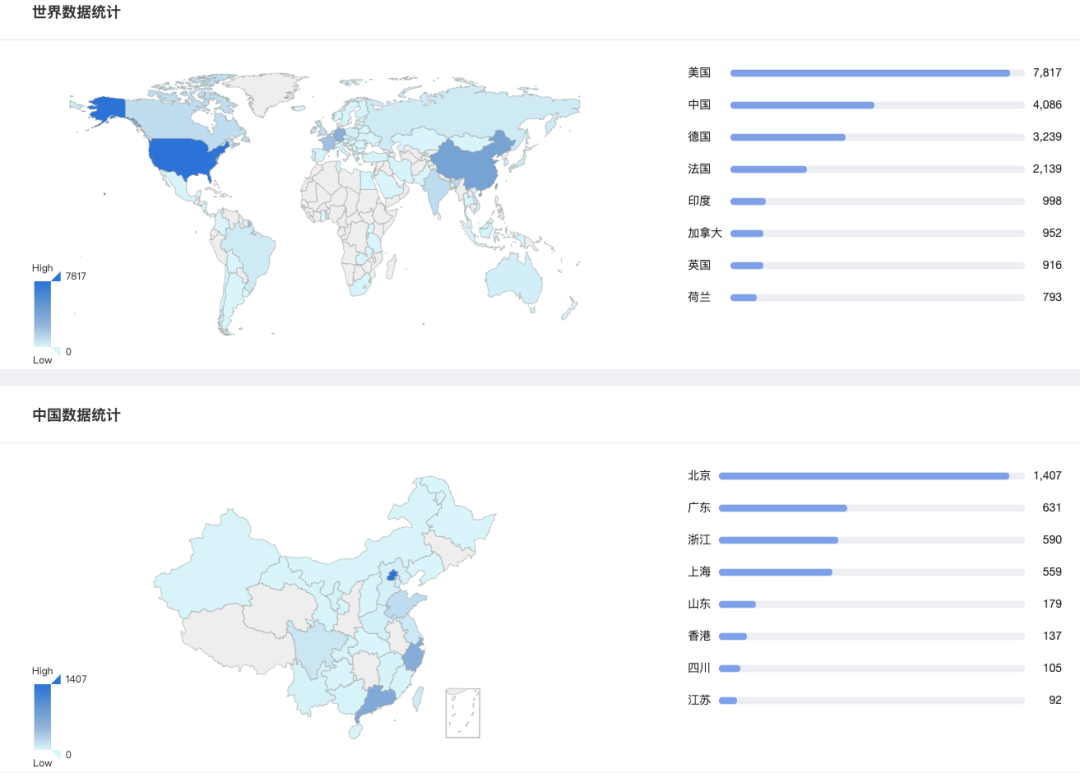 世界数据统计
美国 7,817
中国 4,086
德国 3,239
法国 2,139
印度 998
加拿大 952
英国 916
荷兰 793
High
7817
0
Low
中国数据统计
北京 1,407
广东 631
浙江 590
上海 559
山东 179
香港 137
四川 105
江苏 92
High
1407
0
Low